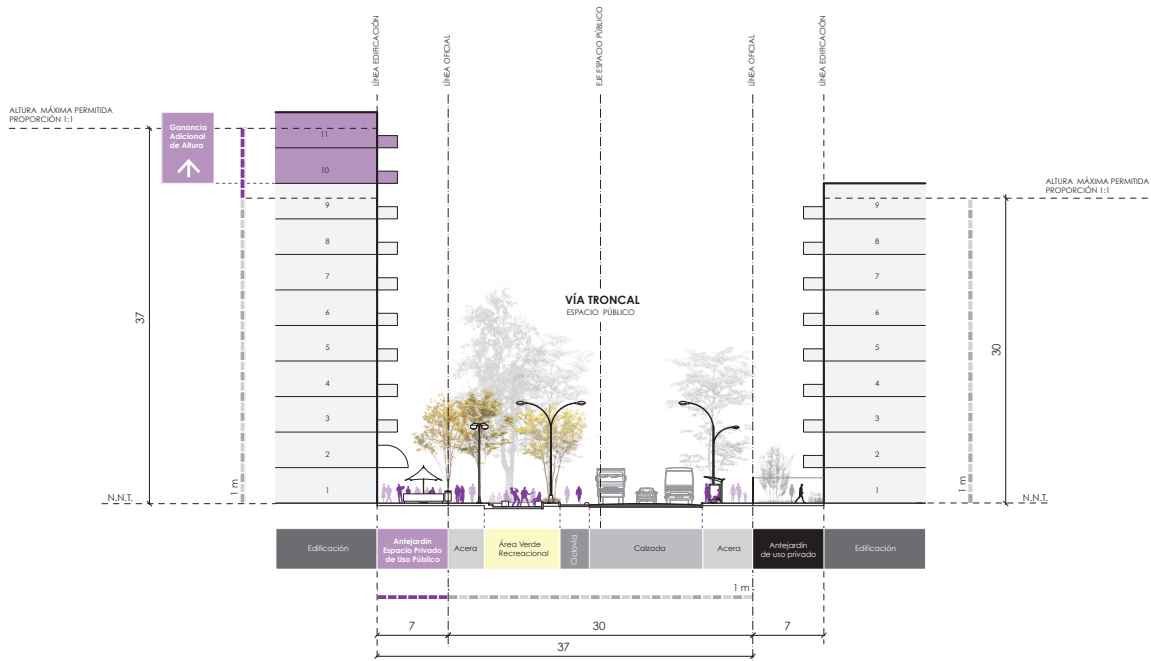 LÍNEA EDIFICACIÓN
LÍNEA OFICIAL
EJE ESPACIO PÚBLICO
LÍNEA OFICIAL
LÍNEA EDIFICACIÓN
ALTURA MÁXIMA PERMITIDA
PROPORCIÓN 1:1
Ganancia
Adicional
de Altura
11
10
9
8
7
6
5
4
3
2
1
37
1 m
N.N.T.
VÍA TRONCAL
ESPACIO PÚBLICO
ALTURA MÁXIMA PERMITIDA
PROPORCIÓN 1:1
9
8
7
6
5
4
3
2
1
30
1 m
N.N.T.
Edificación
Antejardín
Espacio Privado
de Uso Público
Acera
Área Verde
Recreacional
Ciclovía
Calzada
Acera
Antejardín
de uso privado
Edificación
1 m
7
30
7
37